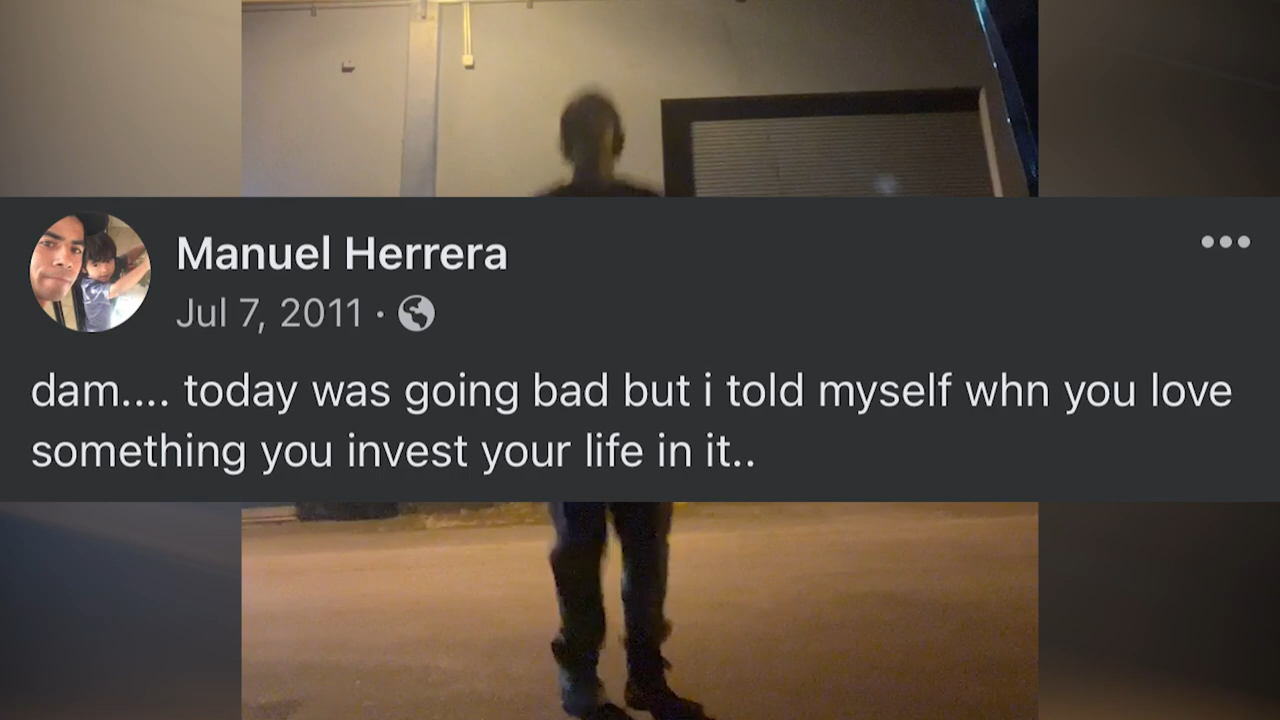 Manuel Herrera
Jul 7, 2011 ·
dam.... today was going bad but i told myself whn you love
something you invest your life in it..